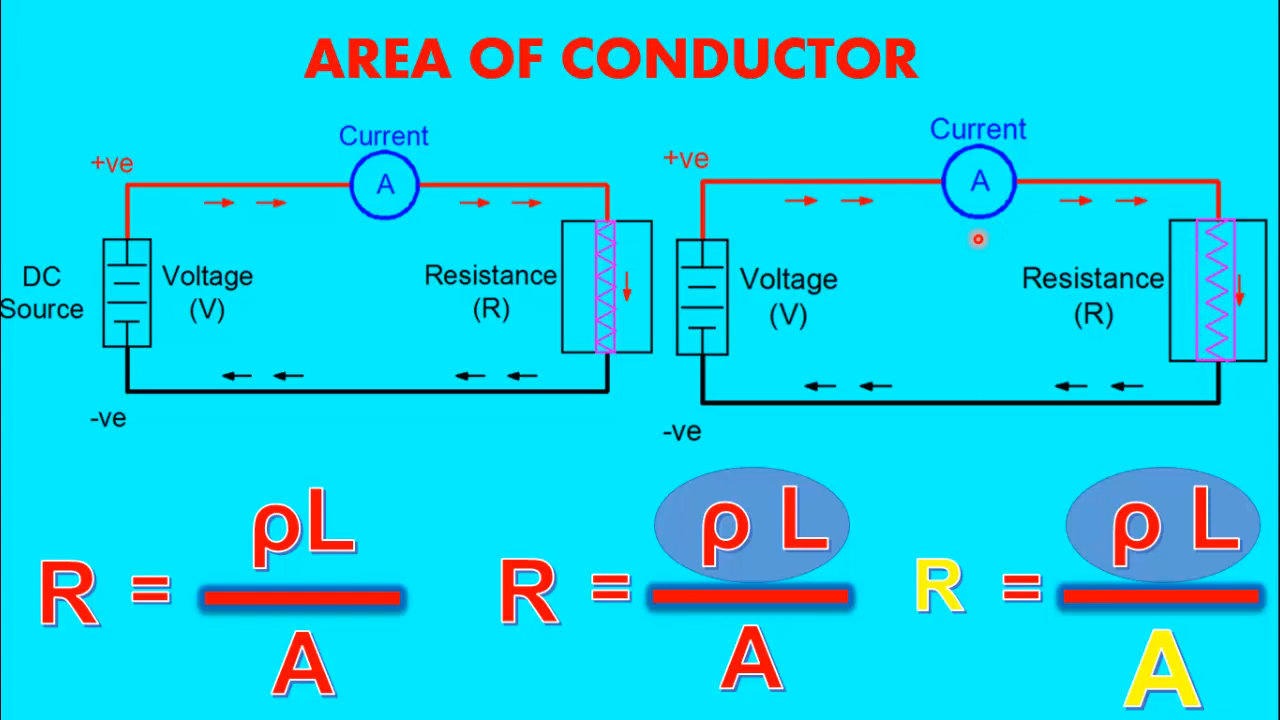 AREA OF CONDUCTOR
Current
A
+ve
DC
Source
Voltage
(V)
Resistance
(R)
-ve
Current
A
+ve
Voltage
(V)
Resistance
(R)
-ve
R = ρL
A
R = ρ L
A
R = ρ L
A